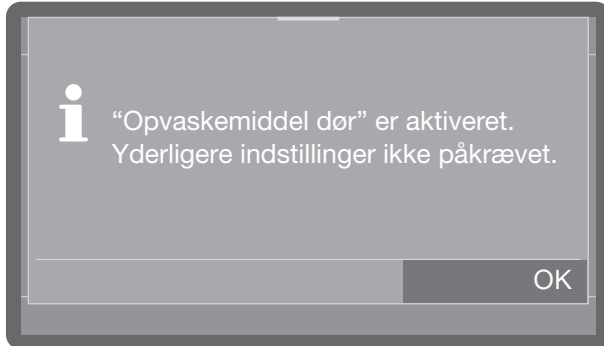 “Opvaskemiddel dør” er aktiveret.
Yderligere indstillinger ikke påkrævet.
OK